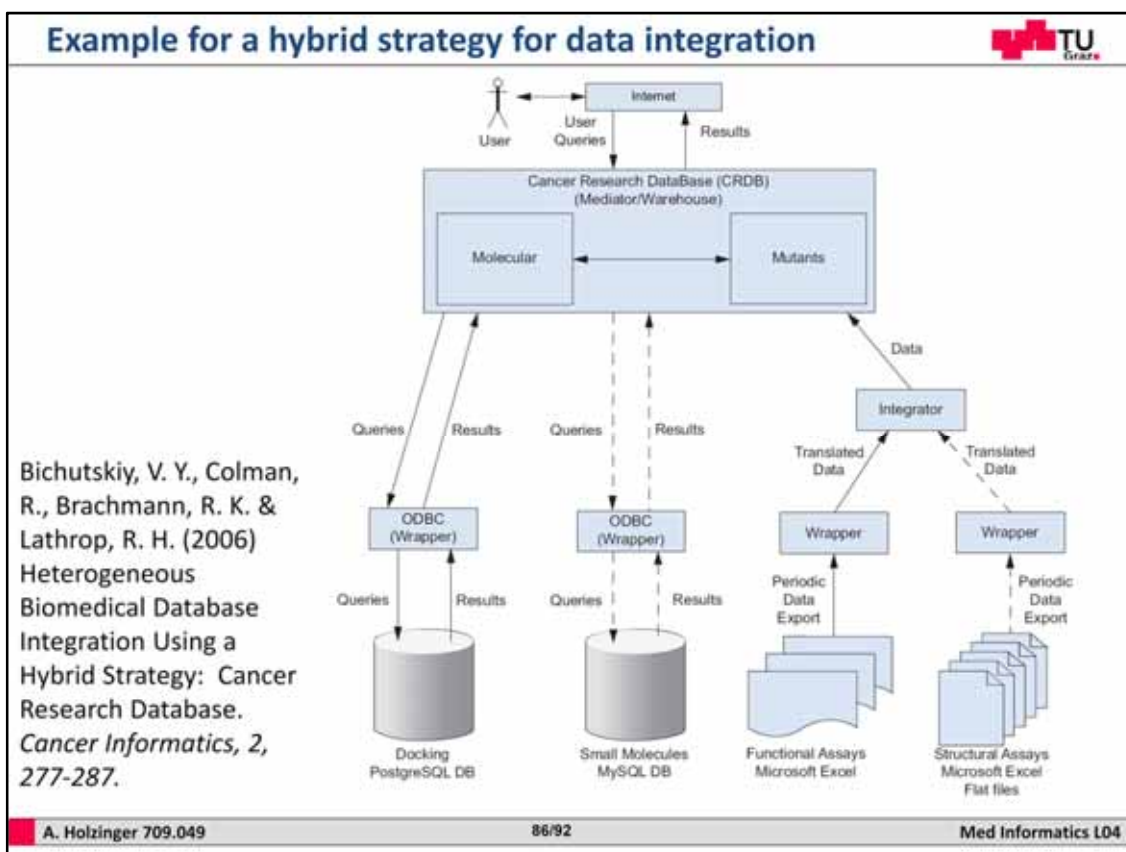 Example for a hybrid strategy for data integration
TU
Graz
Internet
User
User
Queries
Results
Cancer Research DataBase (CRDB)
(Mediator/Warehouse)
Molecular
Mutants
Data
Integrator
Queries
Results
Queries
Results
Translated
Data
Translated
Data
ODBC
(Wrapper)
ODBC
(Wrapper)
Wrapper
Wrapper
Queries
Results
Queries
Results
Periodic
Data
Export
Periodic
Data
Export
Docking
PostgreSQL DB
Small Molecules
MySQL DB
Functional Assays
Microsoft Excel
Structural Assays
Microsoft Excel
Flat files
Bichutskiy, V. Y., Colman,
R., Brachmann, R. K. &
Lathrop, R. H. (2006)
Heterogeneous
Biomedical Database
Integration Using a
Hybrid Strategy: Cancer
Research Database.
Cancer Informatics, 2,
277-287.
A. Holzinger 709.049
86/92
Med Informatics L04